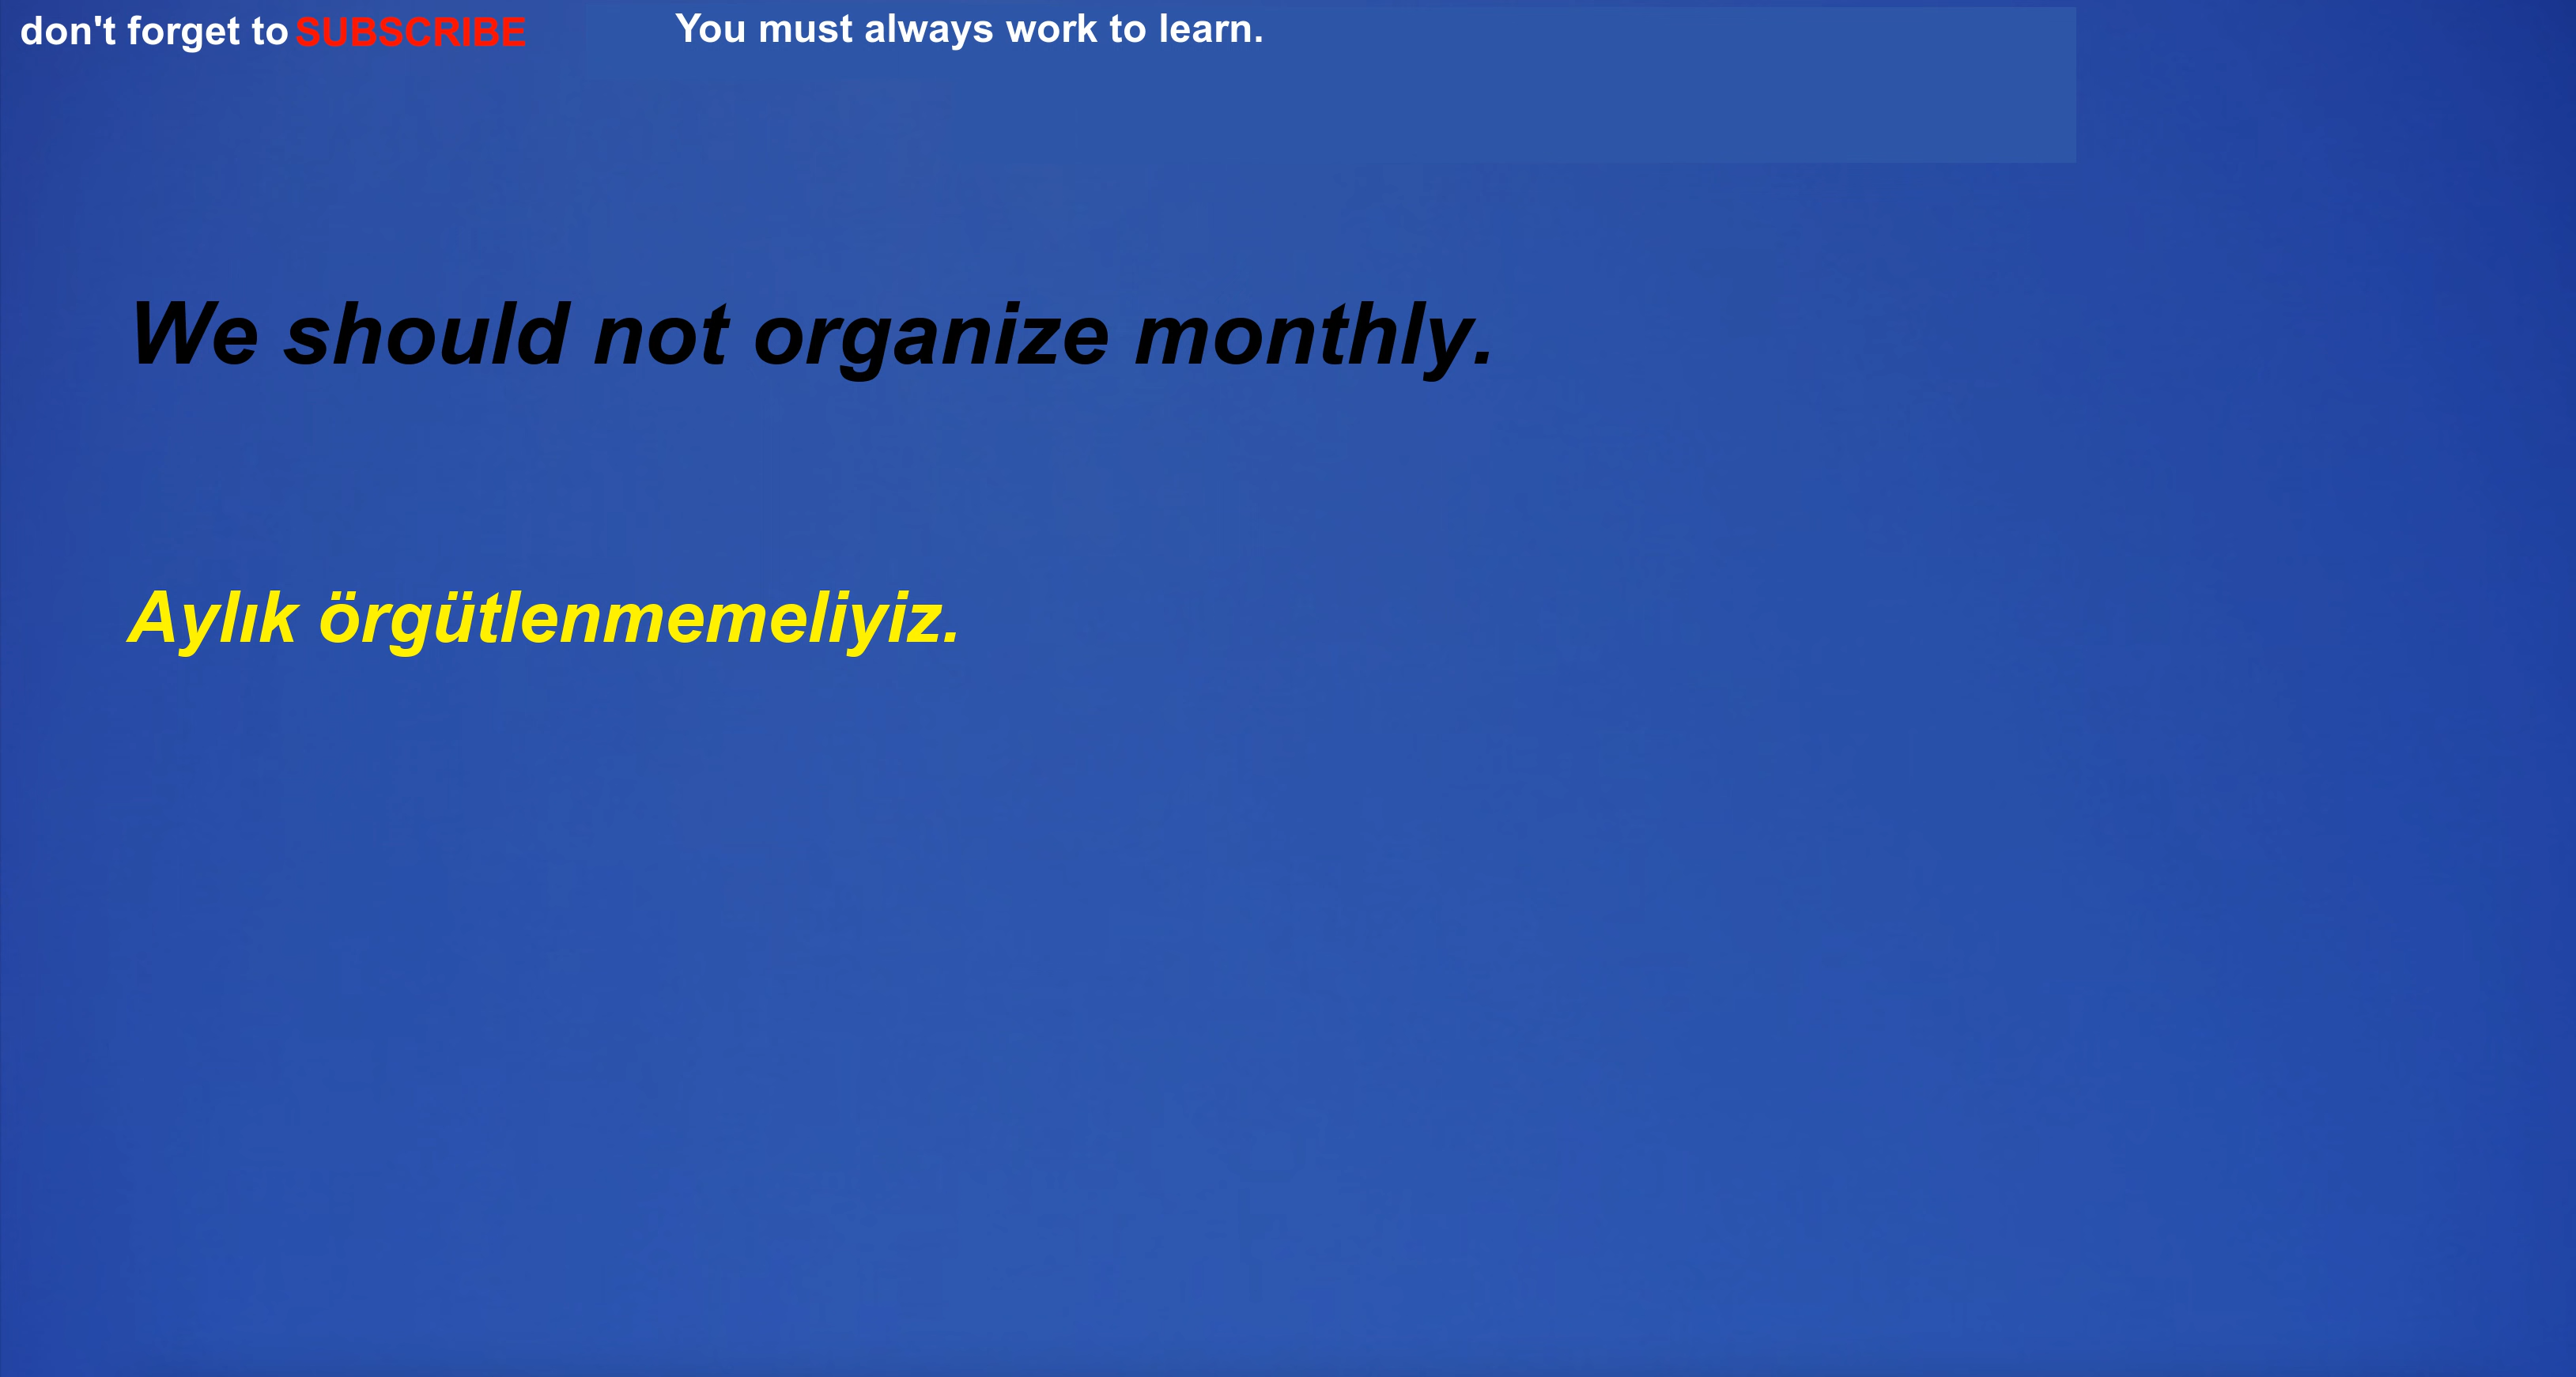 don't forget to SUBSCRIBE
You must always work to learn.
We should not organize monthly.
Aylık örgütlenmemeliyiz.